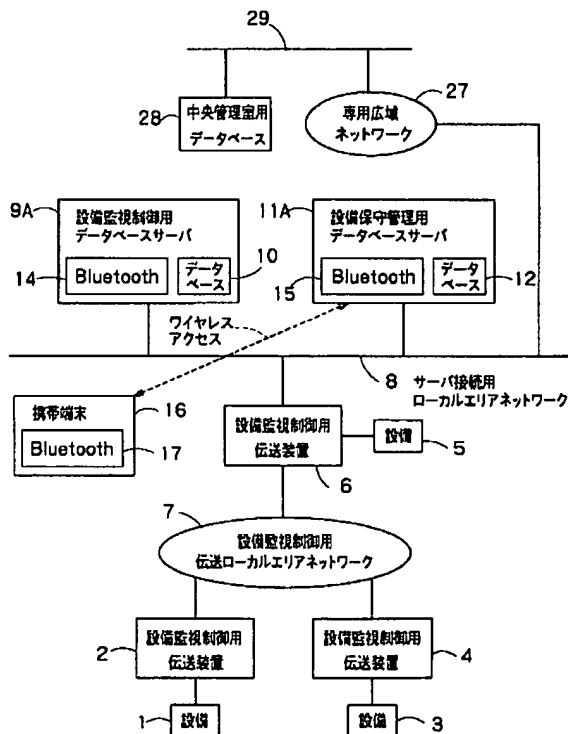 29
28
中央管理室用
データベース
専用広域
ネットワーク
27
9A
設備監視制御用
データベースサーバ
14
Bluetooth
データ
ベース
10
11A
設備保守管理用
データベースサーバ
15
Bluetooth
データ
ベース
12
ワイヤレス
アクセス
8
サーバ接続用
ローカルエリアネットワーク
携帯端末
16
Bluetooth
17
設備監視制御用
伝送装置
6
設備
5
7
設備監視制御用
伝送ローカルエリアネットワーク
2
設備監視制御用
伝送装置
設備監視制御用
伝送装置
4
1
設備
設備
3